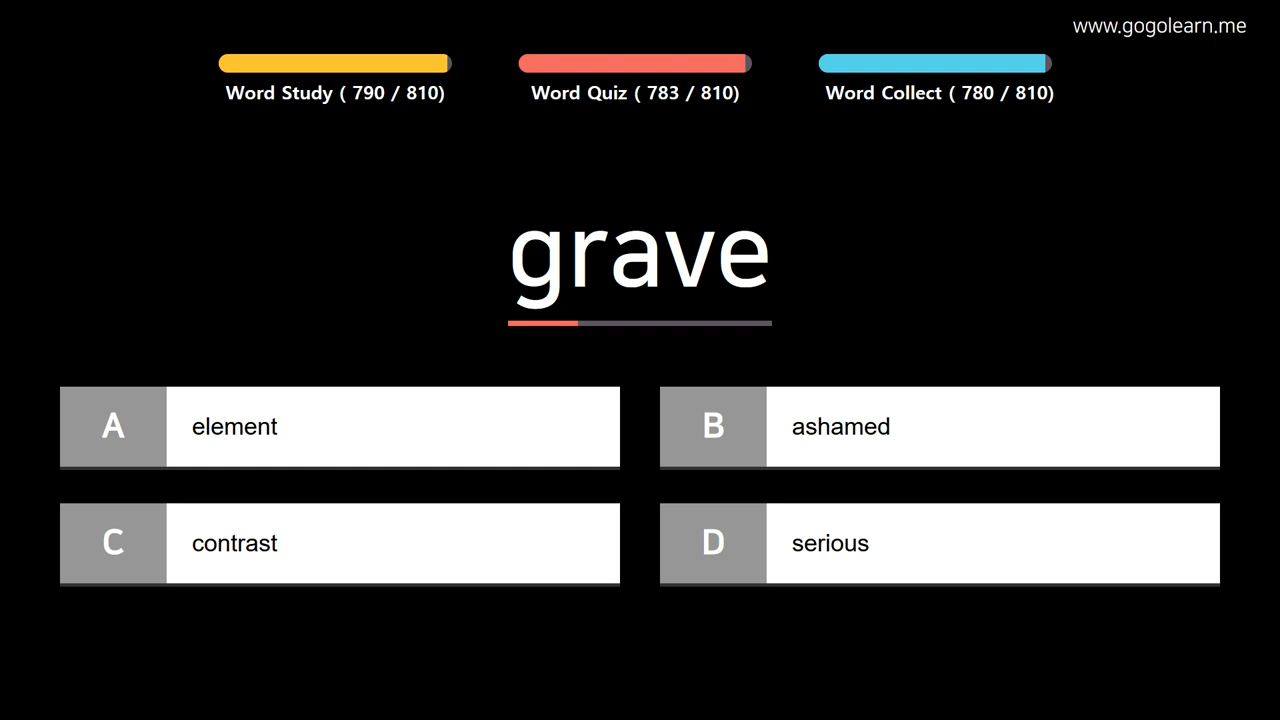 www.gogolearn.me
Word Study ( 790 / 810)
Word Quiz ( 783 / 810)
Word Collect ( 780 / 810)
grave
A element
B ashamed
C contrast
D serious